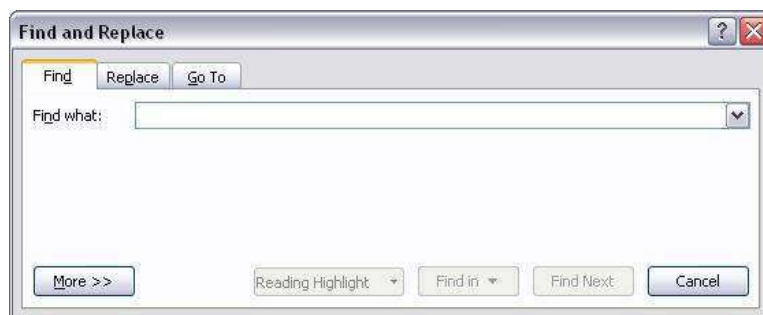 Find and Replace
Find Replace Go To
Find what:
More >> Reading Highlight Find in Find Next Cancel